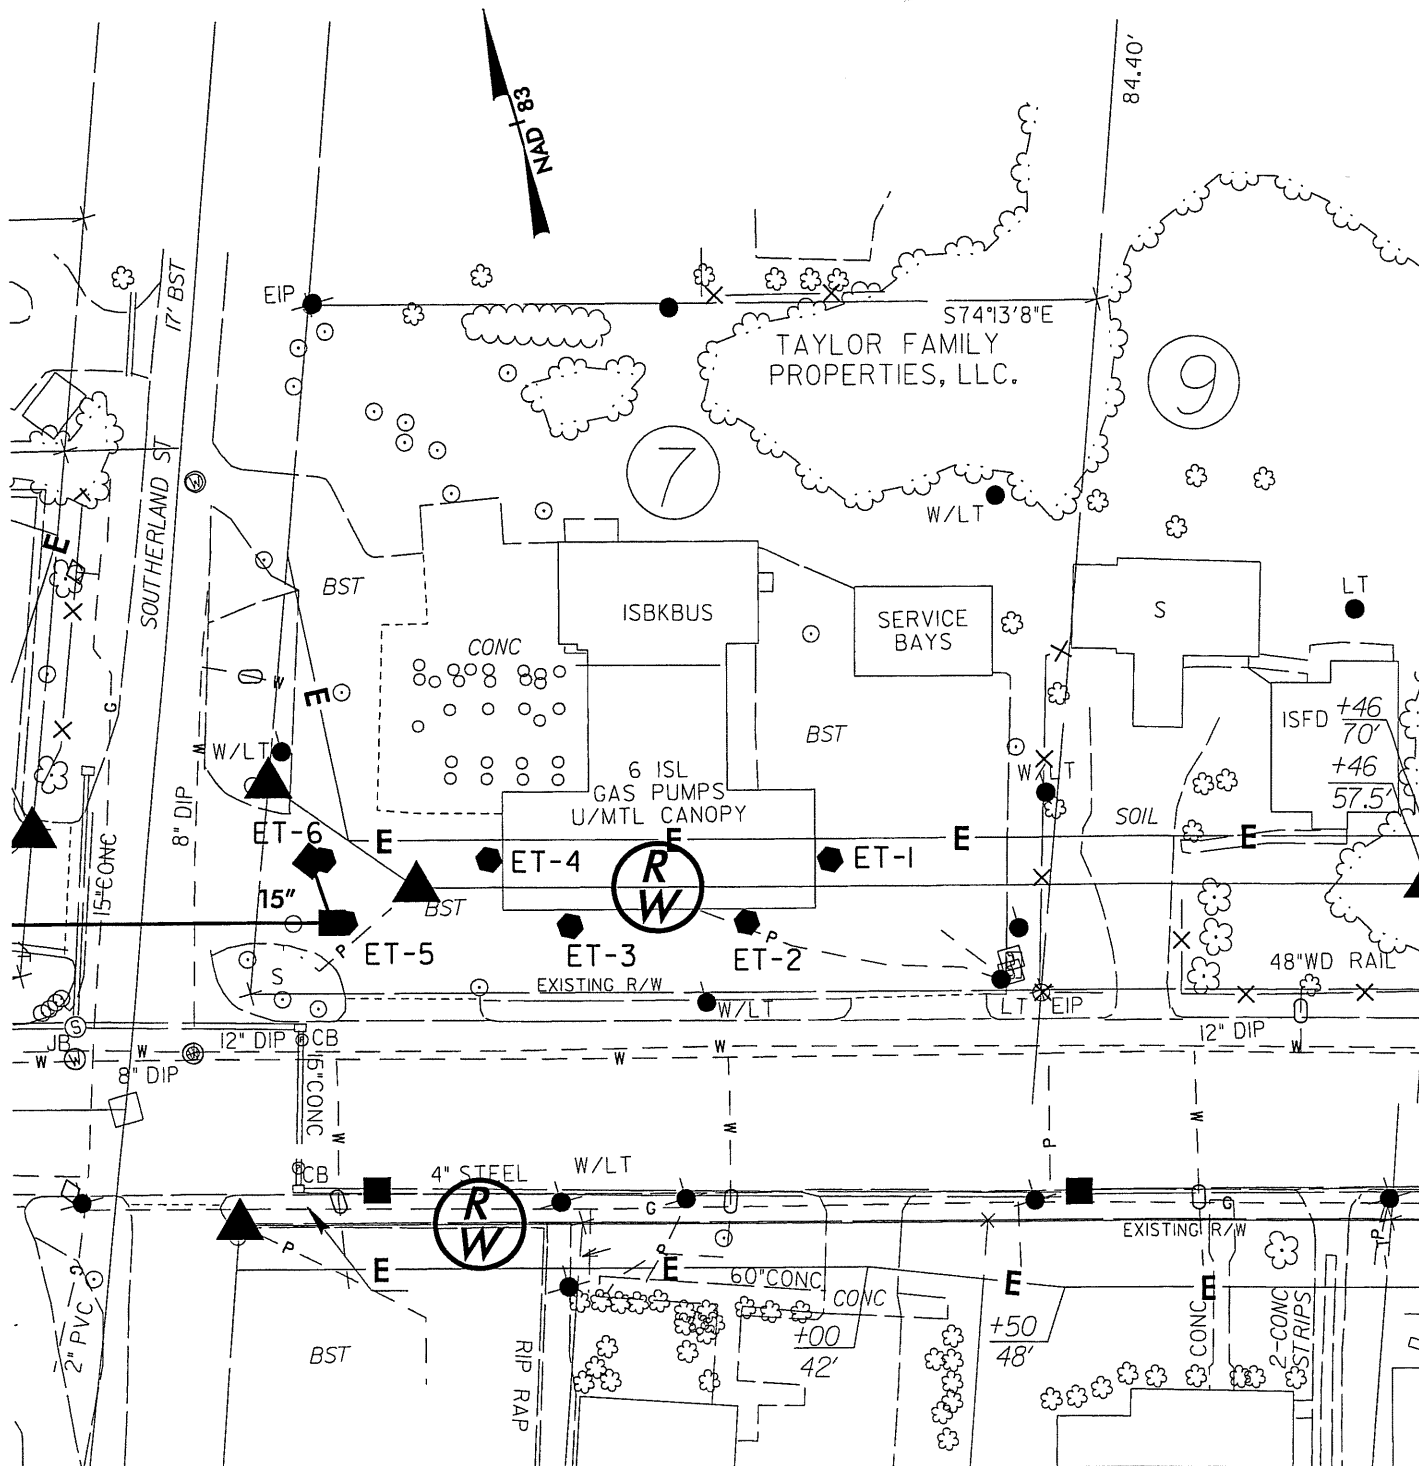 84.40'
NAD 83
17' BST
EIP
S74°13'8"E
TAYLOR FAMILY
PROPERTIES, LLC.
9
7
SOUTHERLAND ST
W
W/LT
E
BST
ISBKBUS
SERVICE
BAYS
S
LT
CONC
W
E
G
BST
ISFD
+46
70'
+46
57.5'
W
W/LT
6 ISL
GAS PUMPS
U/MTL CANOPY
W/LT
SOIL
8" DIP
ET-6
E
E
E
E
ET-4
R
W
ET-1
15"CONC
15"
BST
P
ET-5
ET-3
ET-2
P
S
EXISTING R/W
48"WD RAIL
W/LT
LT
EIP
S
JB
12" DIP
CB
12" DIP
W
W
W
W
W
W
8" DIP
15"CONC
W
W
P
W
CB
4" STEEL
W/LT
R
W
G
G
EXISTING R/W
P
P
P
E
E
E
E
60"CONC
CONC
G
2" PVC
+00
42'
+50
48'
CONC
2-CONC
STRIPS
BST
RIP RAP